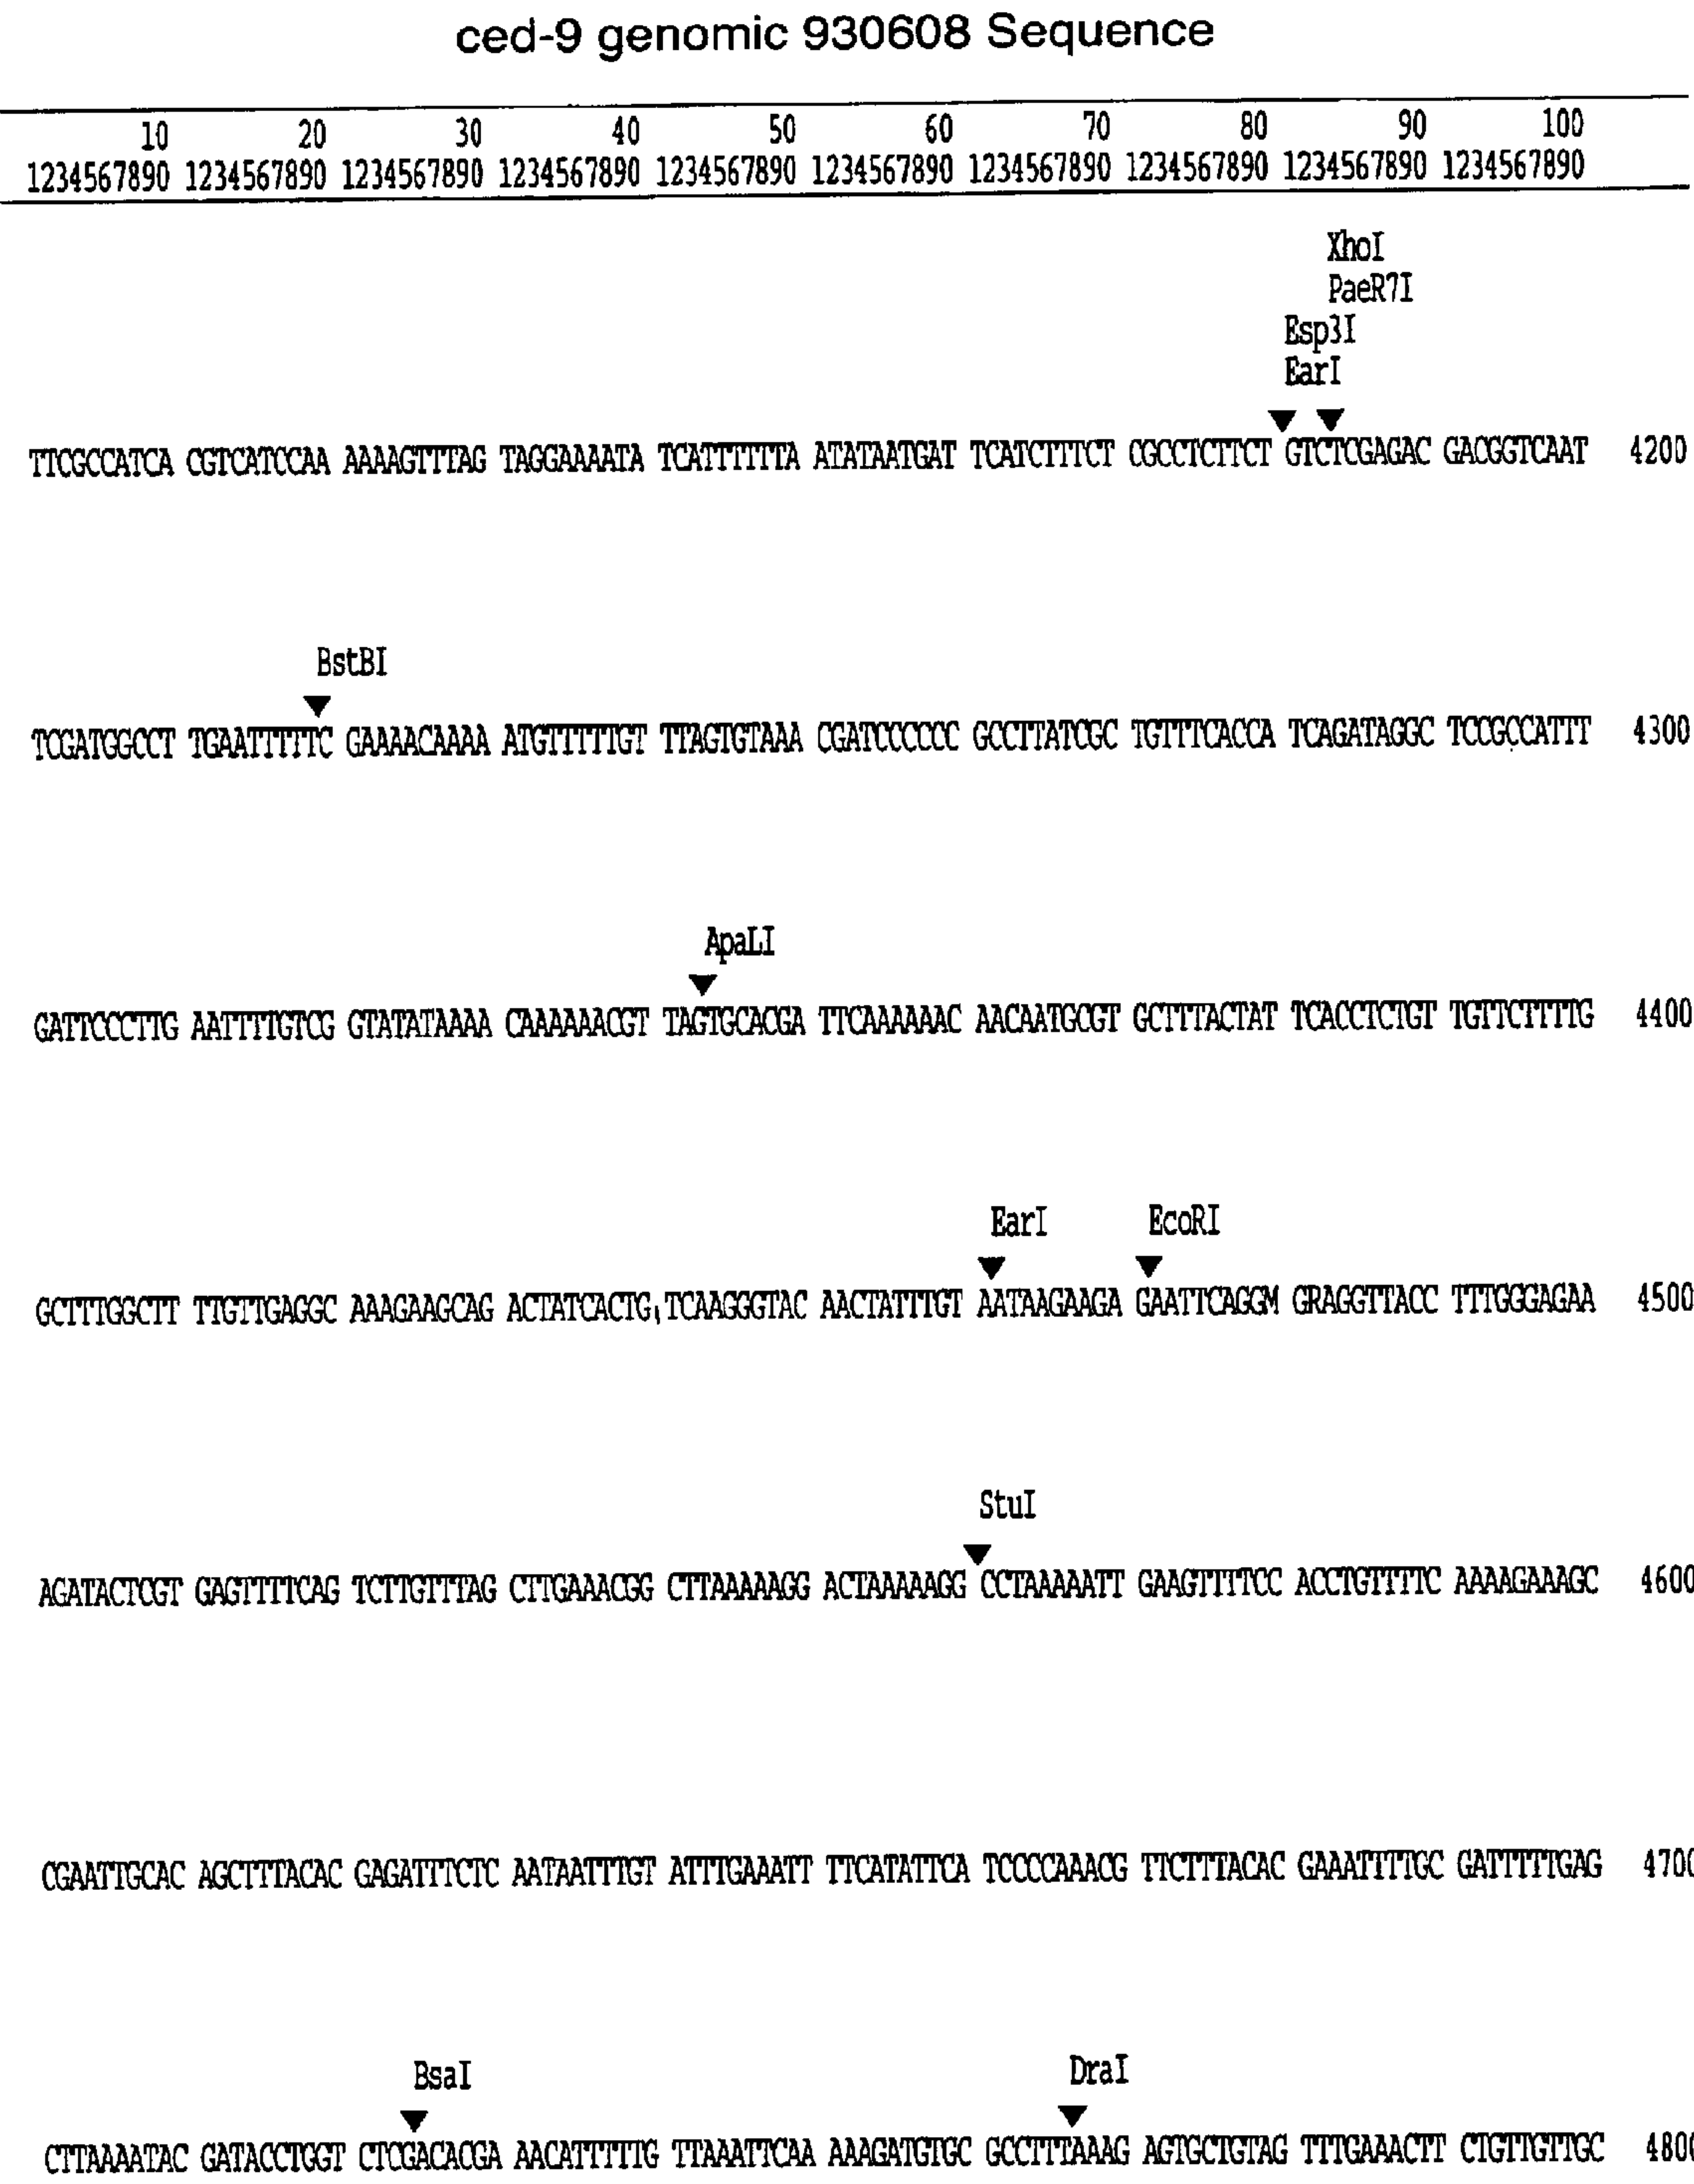 ced-9 genomic 930608 Sequence
10 20 30 40 50 60 70 80 90 100
1234567890 1234567890 1234567890 1234567890 1234567890 1234567890 1234567890 1234567890 1234567890 1234567890
XhoI
PaeR7I
Esp3I
EarI
TTCGCCATCA CGTCATCCAA AAAAGTTTAG TAGGAAAATA TCATTTTTTA ATATAATGAT TCATCTTTCT CGCCTCTTCT GTCTCGAGAC GACGGTCAAT 4200
BstBI
TCGATGGCCT TGAATTTTTC GAAAACAAAA ATGTTTTTGT TTAGTGTAAA CGATCCCCCC GCCTTATCGC TGTTTCACCA TCAGATAGGC TCCGCCATTT 4300
ApaLI
GATTCCCTTG AATTTTGTCG GTATATAAAA CAAAAAACGT TAGTGCACGA TTCAAAAAAC AACAATGCGT GCTTTACTAT TCACCTCTGT TGTTCTTTTG 4400
EarI EcoRI
GCTTTGGCTT TTGTTGAGGC AAAGAAGCAG ACTATCACTG TCAAGGGTAC AACTATTTGT AATAAGAAGA GAATTCAGGM GRAGGTTACC TTTGGGAGAA 4500
StuI
AGATACTCGT GAGTTTTCAG TCTTGTTTAG CTTGAAACGG CTTAAAAAGG ACTAAAAAGG CCTAAAAATT GAAGTTTTCC ACCTGTTTTC AAAAGAAAGC 4600
CGAATTGCAC AGCTTTACAC GAGATTTCTC AATAATTTGT ATTTGAAATT TTCATATTCA TCCCCAAACG TTCTTTACAC GAAATTTTGC GATTTTTGAG 4700
BsaI DraI
CTTAAAATAC GATACCTGGT CTCGACACGA AACATTTTTG TTAAATTCAA AAAGATGTGC GCCTTTAAAG AGTGCTGTAG TTTGAAACTT CTGTTGTTGC 4800